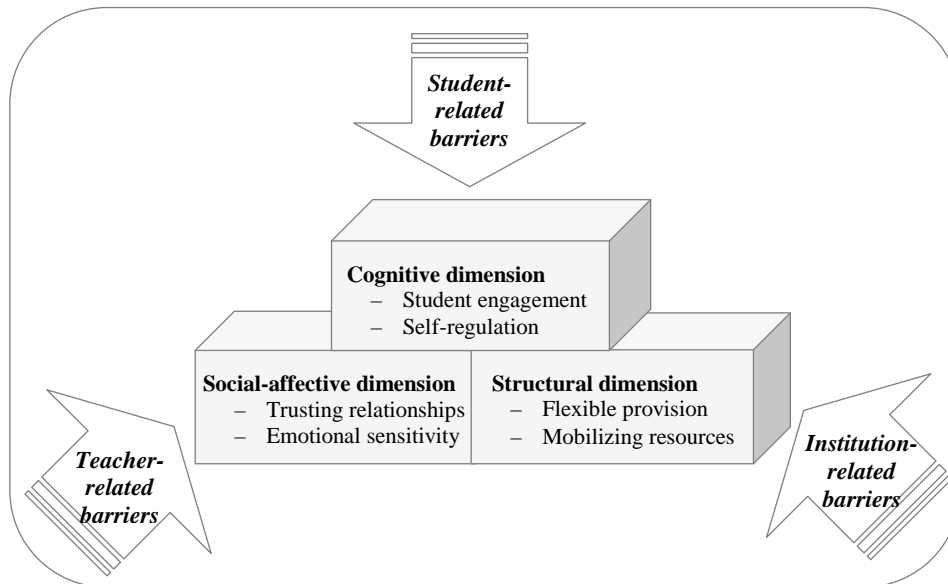 Student-
related
barriers
Cognitive dimension
– Student engagement
– Self-regulation
Social-affective dimension
– Trusting relationships
– Emotional sensitivity
Structural dimension
– Flexible provision
– Mobilizing resources
Teacher-
related
barriers
Institution-
related
barriers